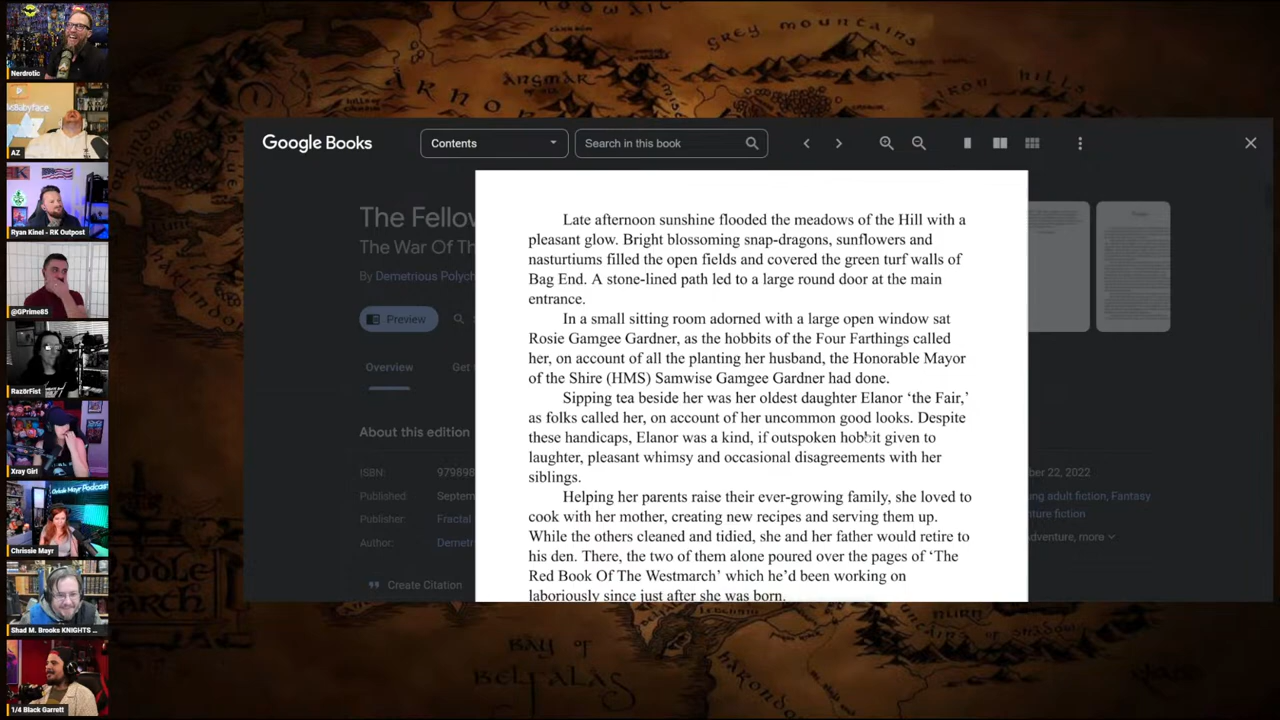 Nerdrotic
AZ
Ryan Kinel - RK Outpost
@GPrime85
RazörFist
Xray Girl
Chrissie Mayr
Shad M. Brooks KNIGHTS ...
1/4 Black Garrett
GREY MOUNTAINS
ANGMAR
ARNO
IRON HILLS
Google Books
Contents
Search in this book
The Fellow
The War Of Th
By Demetrious Polych
Preview
Overview
Get
About this edition
ISBN:
979898
Published
Septem
Publisher:
Fractal
Author:
Demetr
Create Citation
Late afternoon sunshine flooded the meadows of the Hill with a
pleasant glow. Bright blossoming snap-dragons, sunflowers and
nasturtiums filled the open fields and covered the green turf walls of
Bag End. A stone-lined path led to a large round door at the main
entrance.
In a small sitting room adorned with a large open window sat
Rosie Gamgee Gardner, as the hobbits of the Four Farthings called
her, on account of all the planting her husband, the Honorable Mayor
of the Shire (HMS) Samwise Gamgee Gardner had done.
Sipping tea beside her was her oldest daughter Elanor ‘the Fair,’
as folks called her, on account of her uncommon good looks. Despite
these handicaps, Elanor was a kind, if outspoken hobbit given to
laughter, pleasant whimsy and occasional disagreements with her
siblings.
Helping her parents raise their ever-growing family, she loved to
cook with her mother, creating new recipes and serving them up.
While the others cleaned and tidied, she and her father would retire to
his den. There, the two of them alone poured over the pages of ‘The
Red Book Of The Westmarch’ which he’d been working on
laboriously since just after she was born.
ber 22, 2022
ng adult fiction, Fantasy
nture fiction
dventure, more
BAY OF
BELFALAS